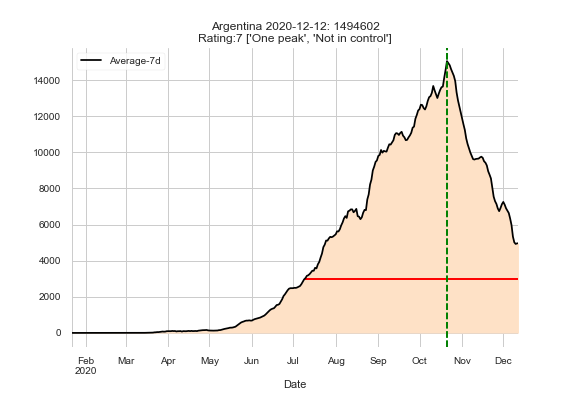 Argentina 2020-12-12: 1494602
Rating:7 ['One peak', 'Not in control']
Average-7d
14000
12000
10000
8000
6000
4000
2000
0
Feb Mar Apr May Jun Jul Aug Sep Oct Nov Dec
2020
Date